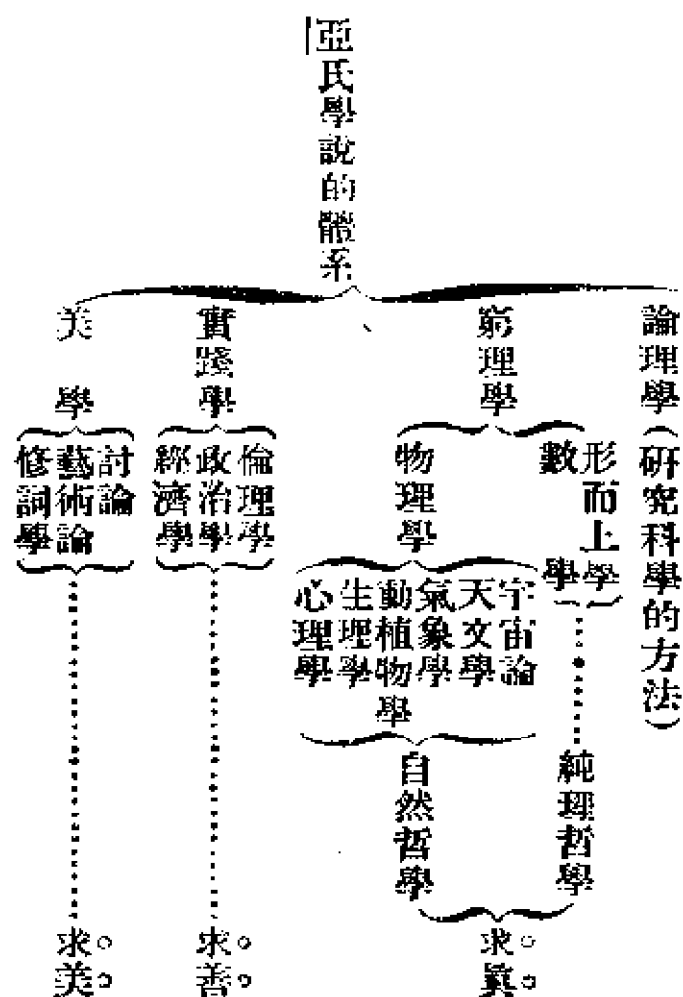 亞氏學說的體系
論理學(硏究科學的方法)
窮理學
實踐學
美學
形而上學
數學
物理學
倫理學
政治學
經濟學
討論
藝術論
修詞學
宇宙論
天文學
氣象學
動植物學
生理學
心理學
純理哲學
自然哲學
求眞
求善
求美